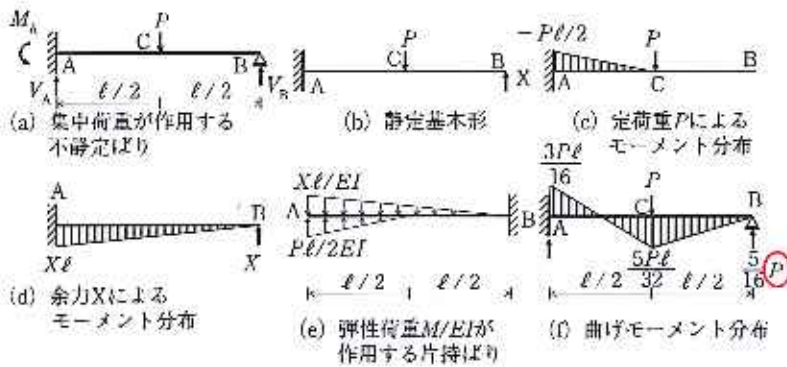 M_A
P
C
A
B
V_A
ℓ/2
ℓ/2
V_B
(a) 集中荷重が作用する
不静定ばり
P
C
A
B
X
(b) 静定基本形
-Pℓ/2
P
A
C
B
(c) 定荷重Pによる
モーメント分布
A
B
Xℓ
X
(d) 余力Xによる
モーメント分布
Xℓ/EI
A
B
Pℓ/2EI
ℓ/2
ℓ/2
(e) 弾性荷重M/EIが
作用する片持ばり
3Pℓ/16
P
C
B
A
5Pℓ/32
ℓ/2
ℓ/2
5/16 P
(f) 曲げモーメント分布